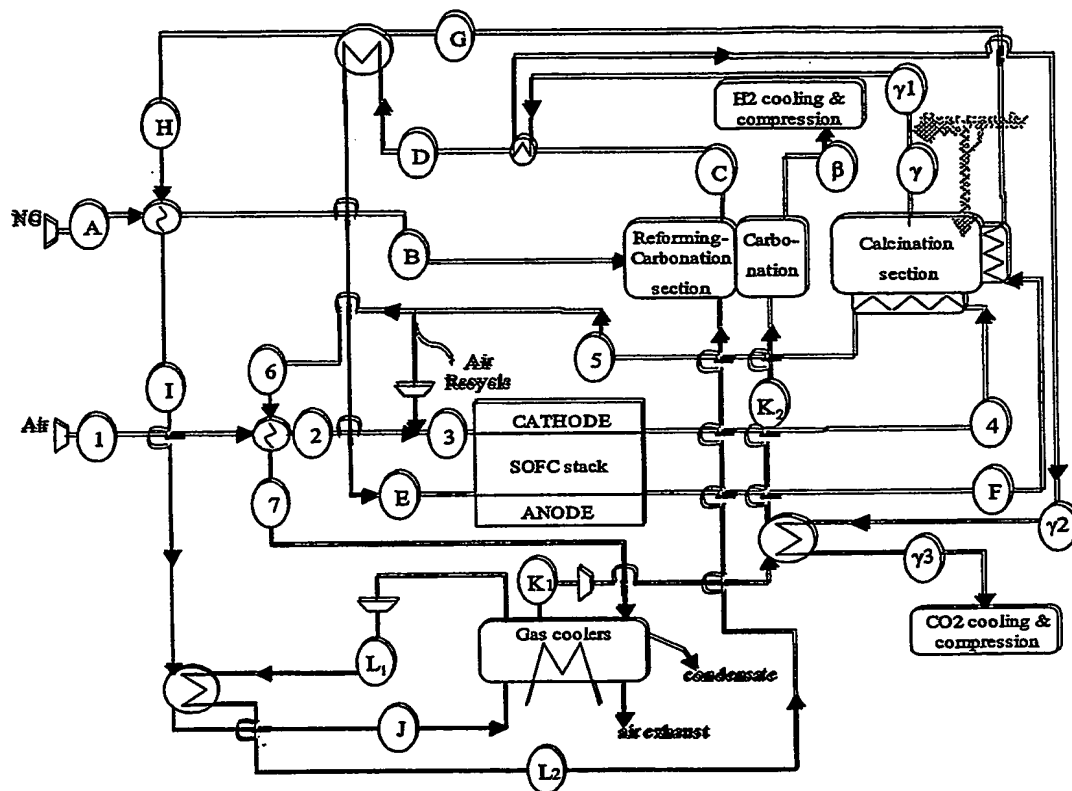 G
γ1
H2 cooling &
compression
H
D
C
β
γ
NG
A
B
Reforming-
Carbonation
section
Carbo-
nation
Calcination
section
6
Air
Recycle
5
I
K2
Air
1
2
3
CATHODE
4
SOFC stack
E
ANODE
F
7
γ2
K1
γ3
Gas coolers
CO2 cooling &
compression
L1
condensate
J
air exhaust
L2